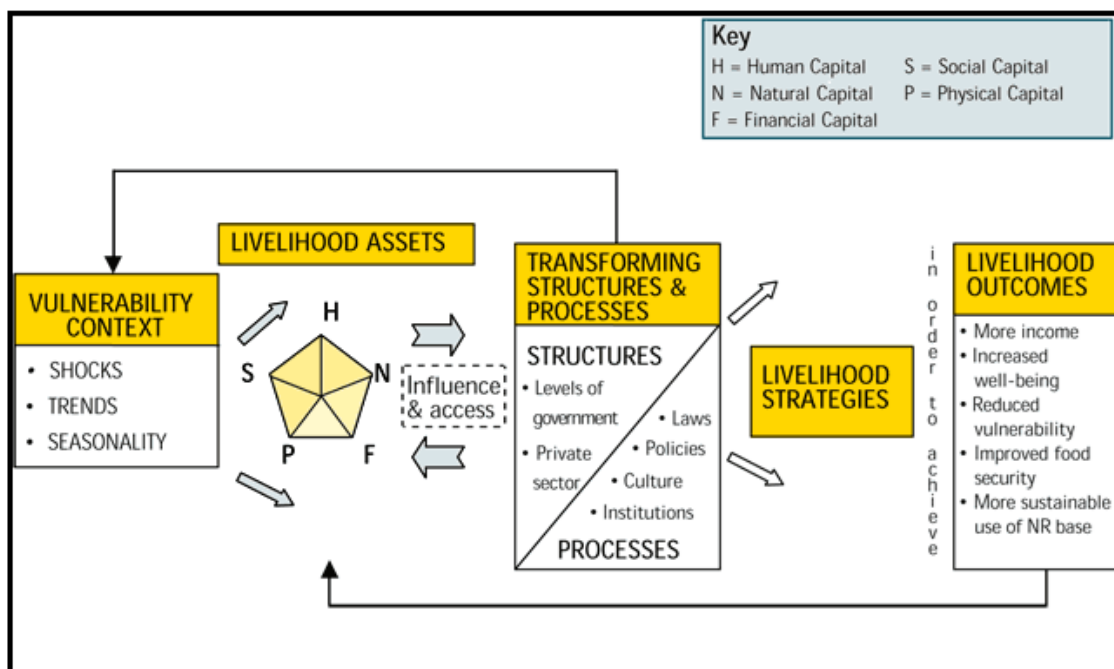 Key
H = Human Capital S = Social Capital
N = Natural Capital P = Physical Capital
F = Financial Capital
LIVELIHOOD ASSETS
VULNERABILITY
CONTEXT
• SHOCKS
• TRENDS
• SEASONALITY
H
S
N
P
F
Influence
& access
TRANSFORMING
STRUCTURES &
PROCESSES
STRUCTURES
• Levels of
government
• Private
sector
• Laws
• Policies
• Culture
• Institutions
PROCESSES
LIVELIHOOD
STRATEGIES
in order to achieve
LIVELIHOOD
OUTCOMES
• More income
• Increased
well-being
• Reduced
vulnerability
• Improved food
security
• More sustainable
use of NR base